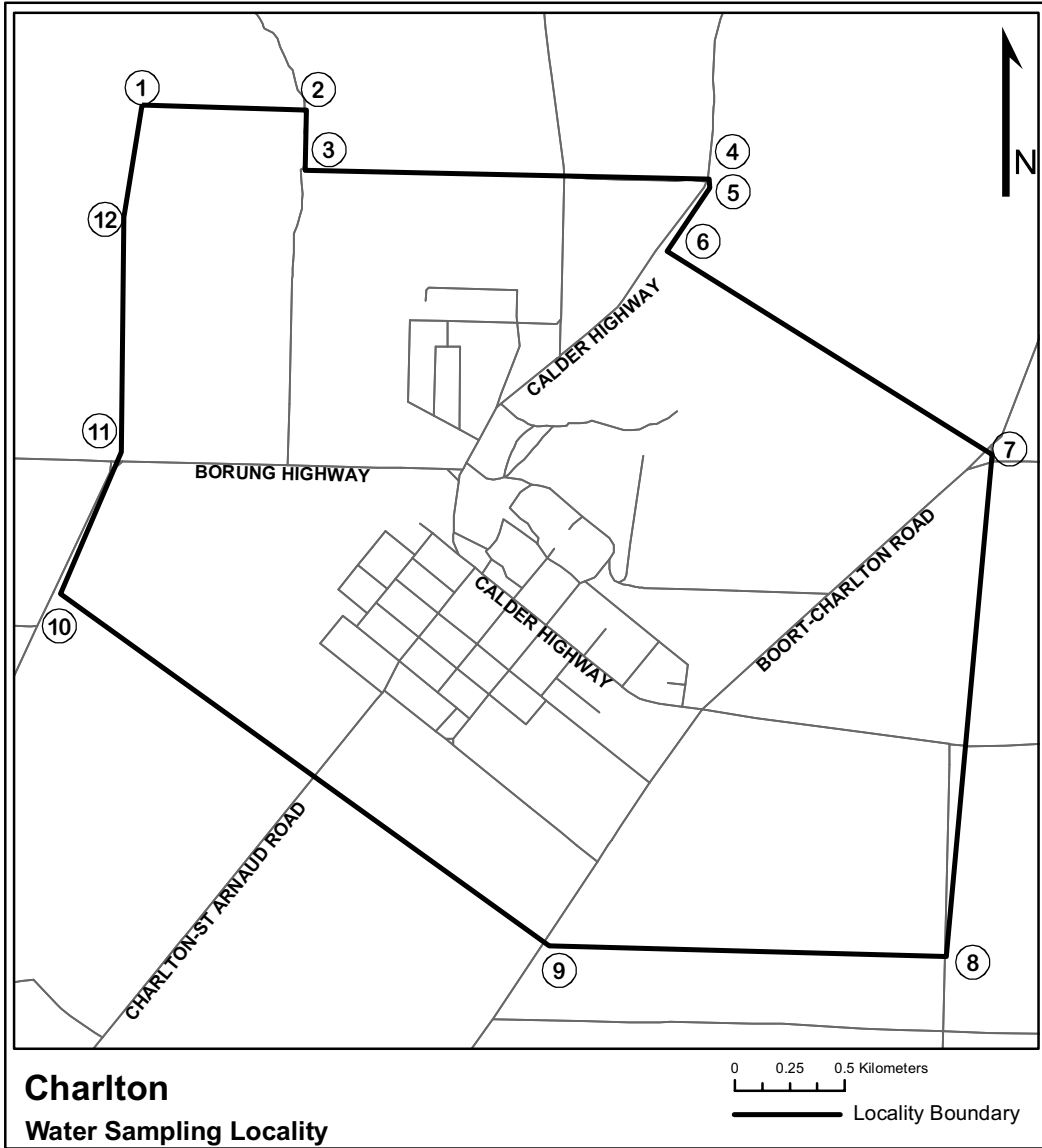 1
2
3
4
5
6
7
8
9
10
11
12
N
CALDER HIGHWAY
BORUNG HIGHWAY
CALDER HIGHWAY
BOORT-CHARLTON ROAD
CHARLTON-ST ARNAUD ROAD
Charlton
Water Sampling Locality
0 0.25 0.5 Kilometers
Locality Boundary